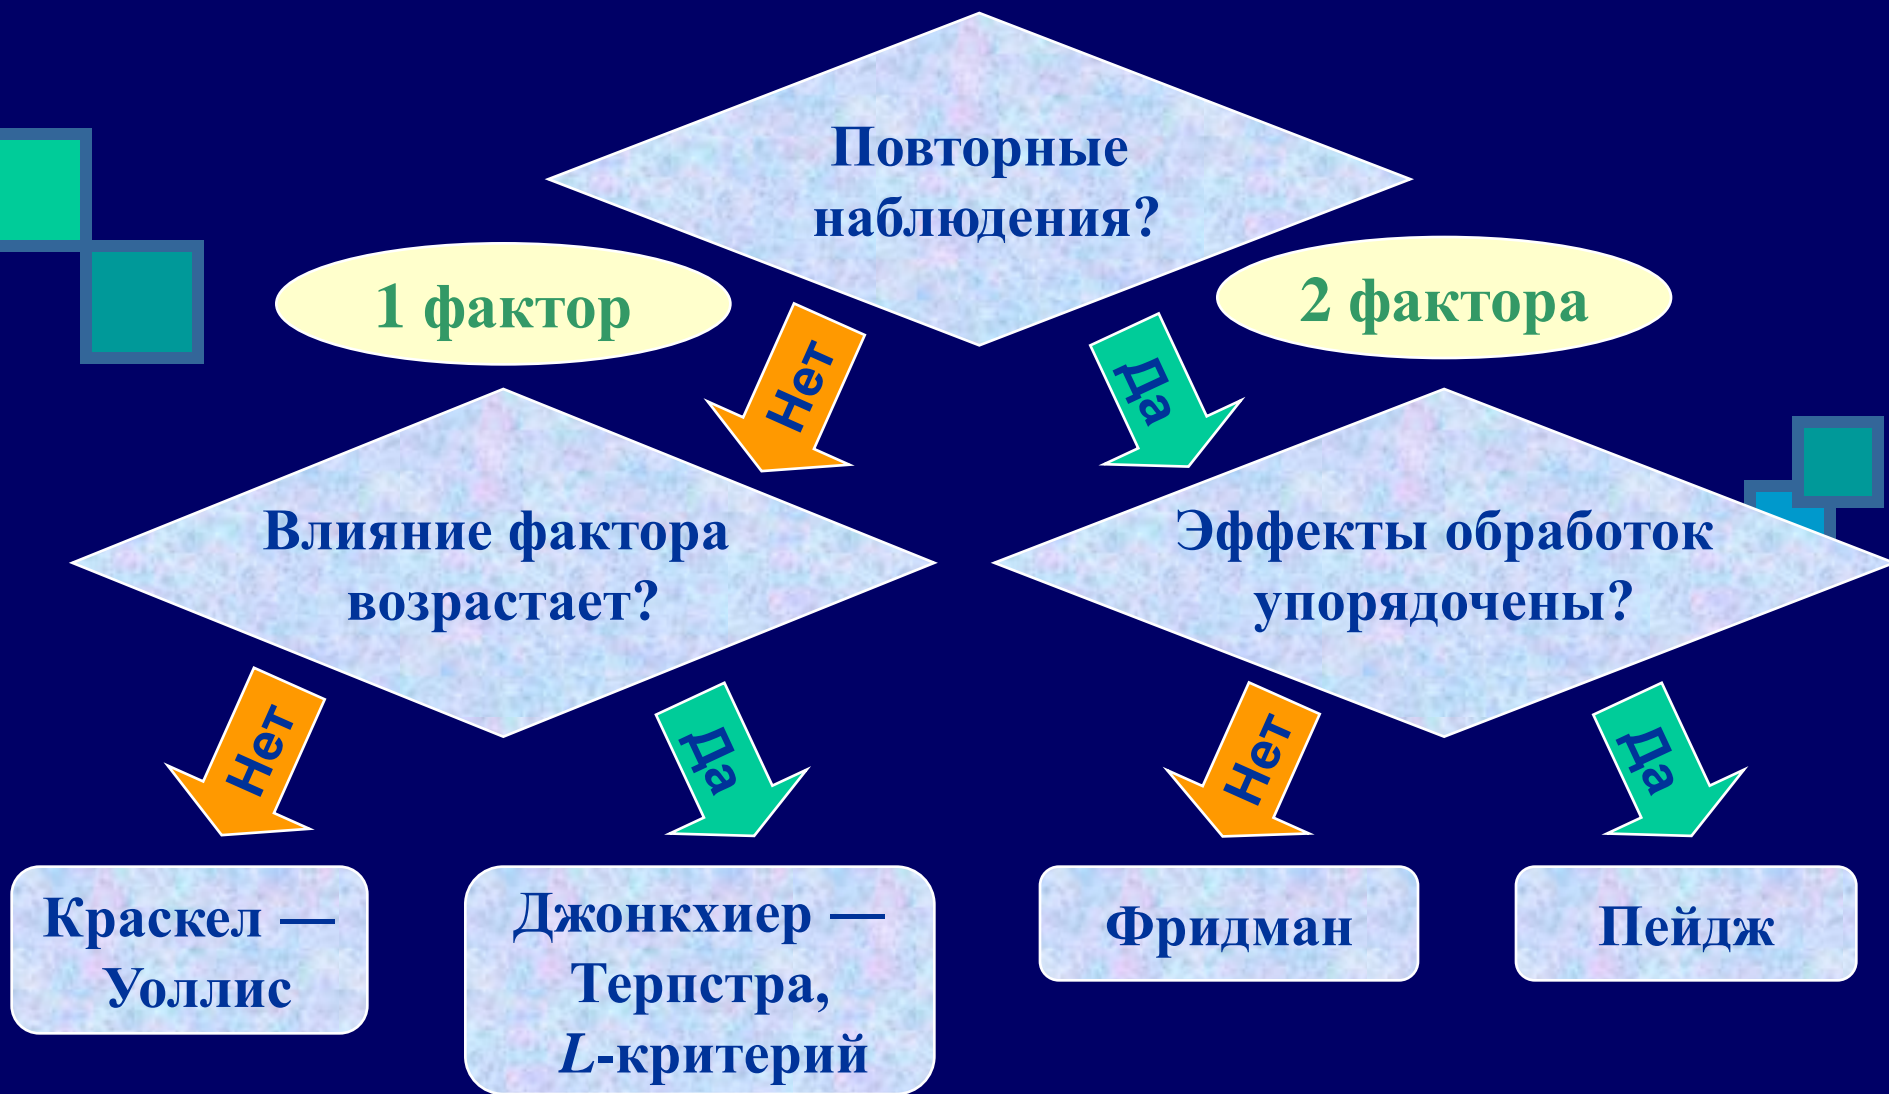 Повторные
наблюдения?
1 фактор
2 фактора
Нет
Да
Влияние фактора
возрастает?
Эффекты обработок
упорядочены?
Нет
Да
Нет
Да
Краскел —
Уоллис
Джонкхиер —
Терпстра,
L-критерий
Фридман
Пейдж